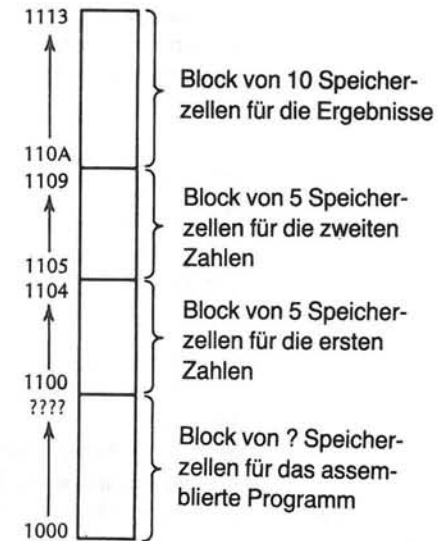 1113
Block von 10 Speicher-
zellen für die Ergebnisse
110A
1109
Block von 5 Speicher-
zellen für die zweiten
Zahlen
1105
1104
Block von 5 Speicher-
zellen für die ersten
Zahlen
1100
????
Block von ? Speicher-
zellen für das assem-
blierte Programm
1000